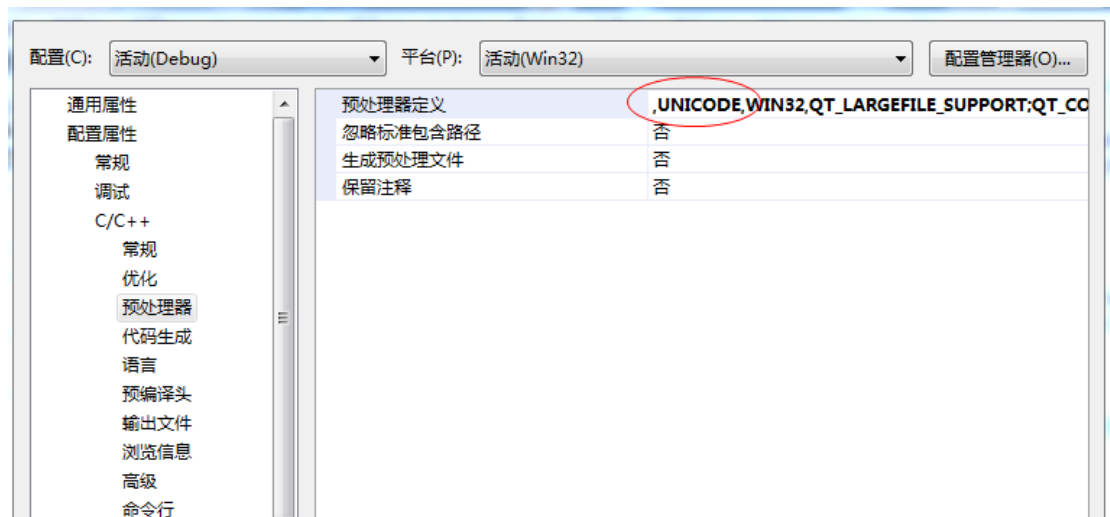 配置(C): 活动(Debug) 平台(P): 活动(Win32) 配置管理器(O)...
通用属性
配置属性
常规
调试
C/C++
常规
优化
预处理器
代码生成
语言
预编译头
输出文件
浏览信息
高级
命令行
预处理器定义 ,UNICODE,WIN32,QT_LARGEFILE_SUPPORT;QT_CO
忽略标准包含路径 否
生成预处理文件 否
保留注释 否